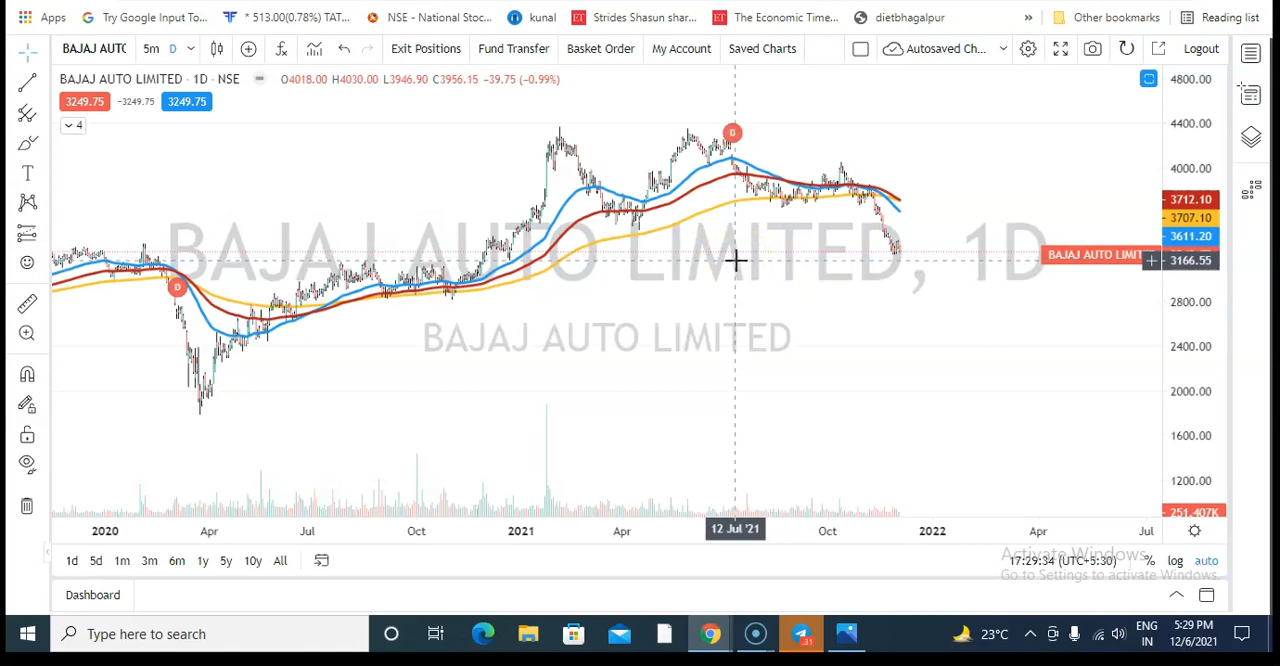 Apps Try Google Input To... * 513.00(0.78%) TAT... NSE - National Stoc... kunal ET Strides Shasun shar... ET The Economic Time... dietbhagalpur » Other bookmarks Reading list
BAJAJ AUTO 5m D Exit Positions Fund Transfer Basket Order My Account Saved Charts Autosaved Ch... Logout
BAJAJ AUTO LIMITED · 1D · NSE O4018.00 H4030.00 L3946.90 C3956.15 -39.75 (-0.99%)
3249.75 -3249.75 3249.75
4
4800.00
4400.00
4000.00
3712.10
3707.10
3611.20
BAJAJ AUTO LIMIT
3166.55
2800.00
2400.00
2000.00
1600.00
1200.00
251.407K
D
D
BAJAJ AUTO LIMITED, 1D
BAJAJ AUTO LIMITED
2020 Apr Jul Oct 2021 Apr 12 Jul '21 Oct 2022 Apr Jul
1d 5d 1m 3m 6m 1y 5y 10y All 17:29:34 (UTC+5:30) % log auto
Activate Windows
Go to Settings to activate Windows.
Dashboard
Type here to search 31 23°C ENG IN 5:29 PM 12/6/2021